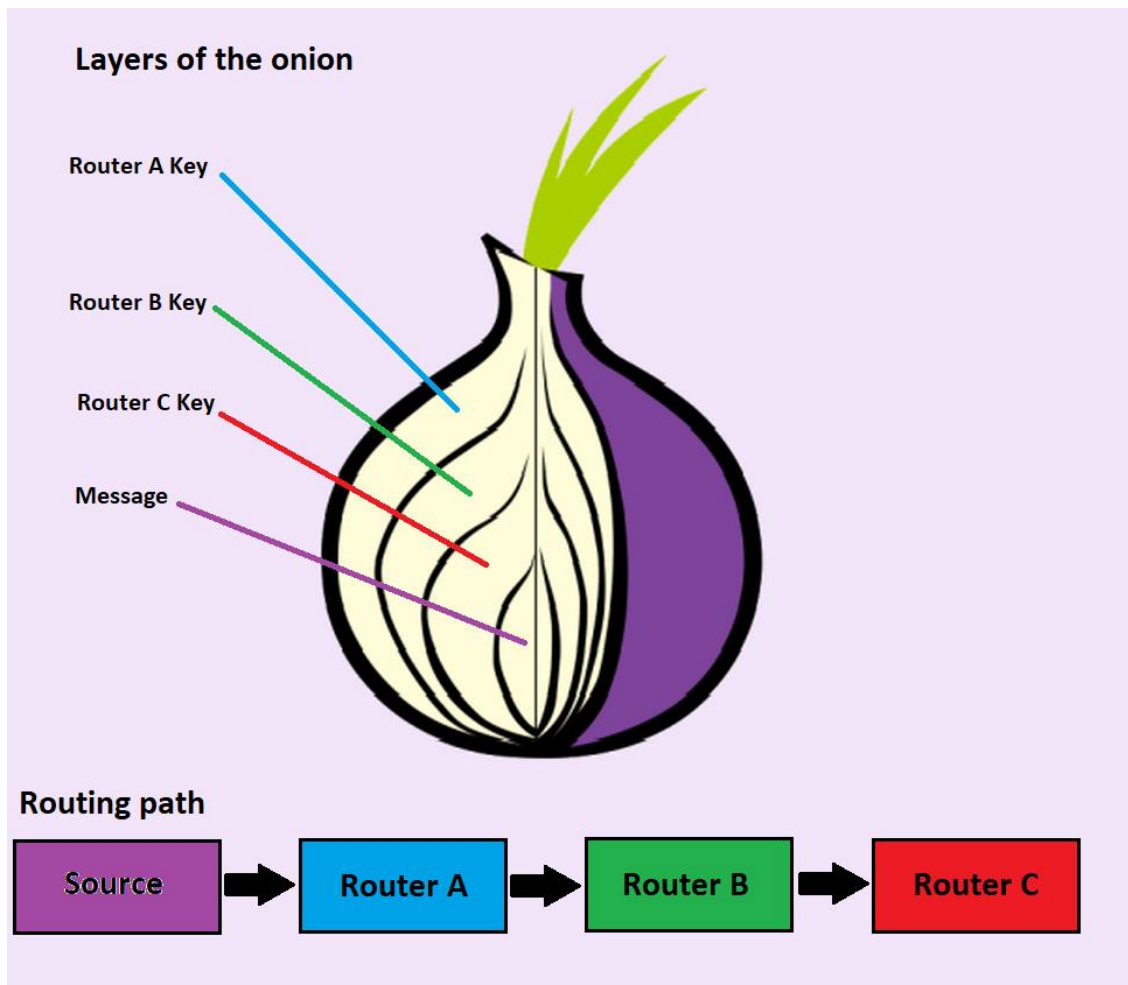 Layers of the onion
Router A Key
Router B Key
Router C Key
Message
Routing path
Source
Router A
Router B
Router C